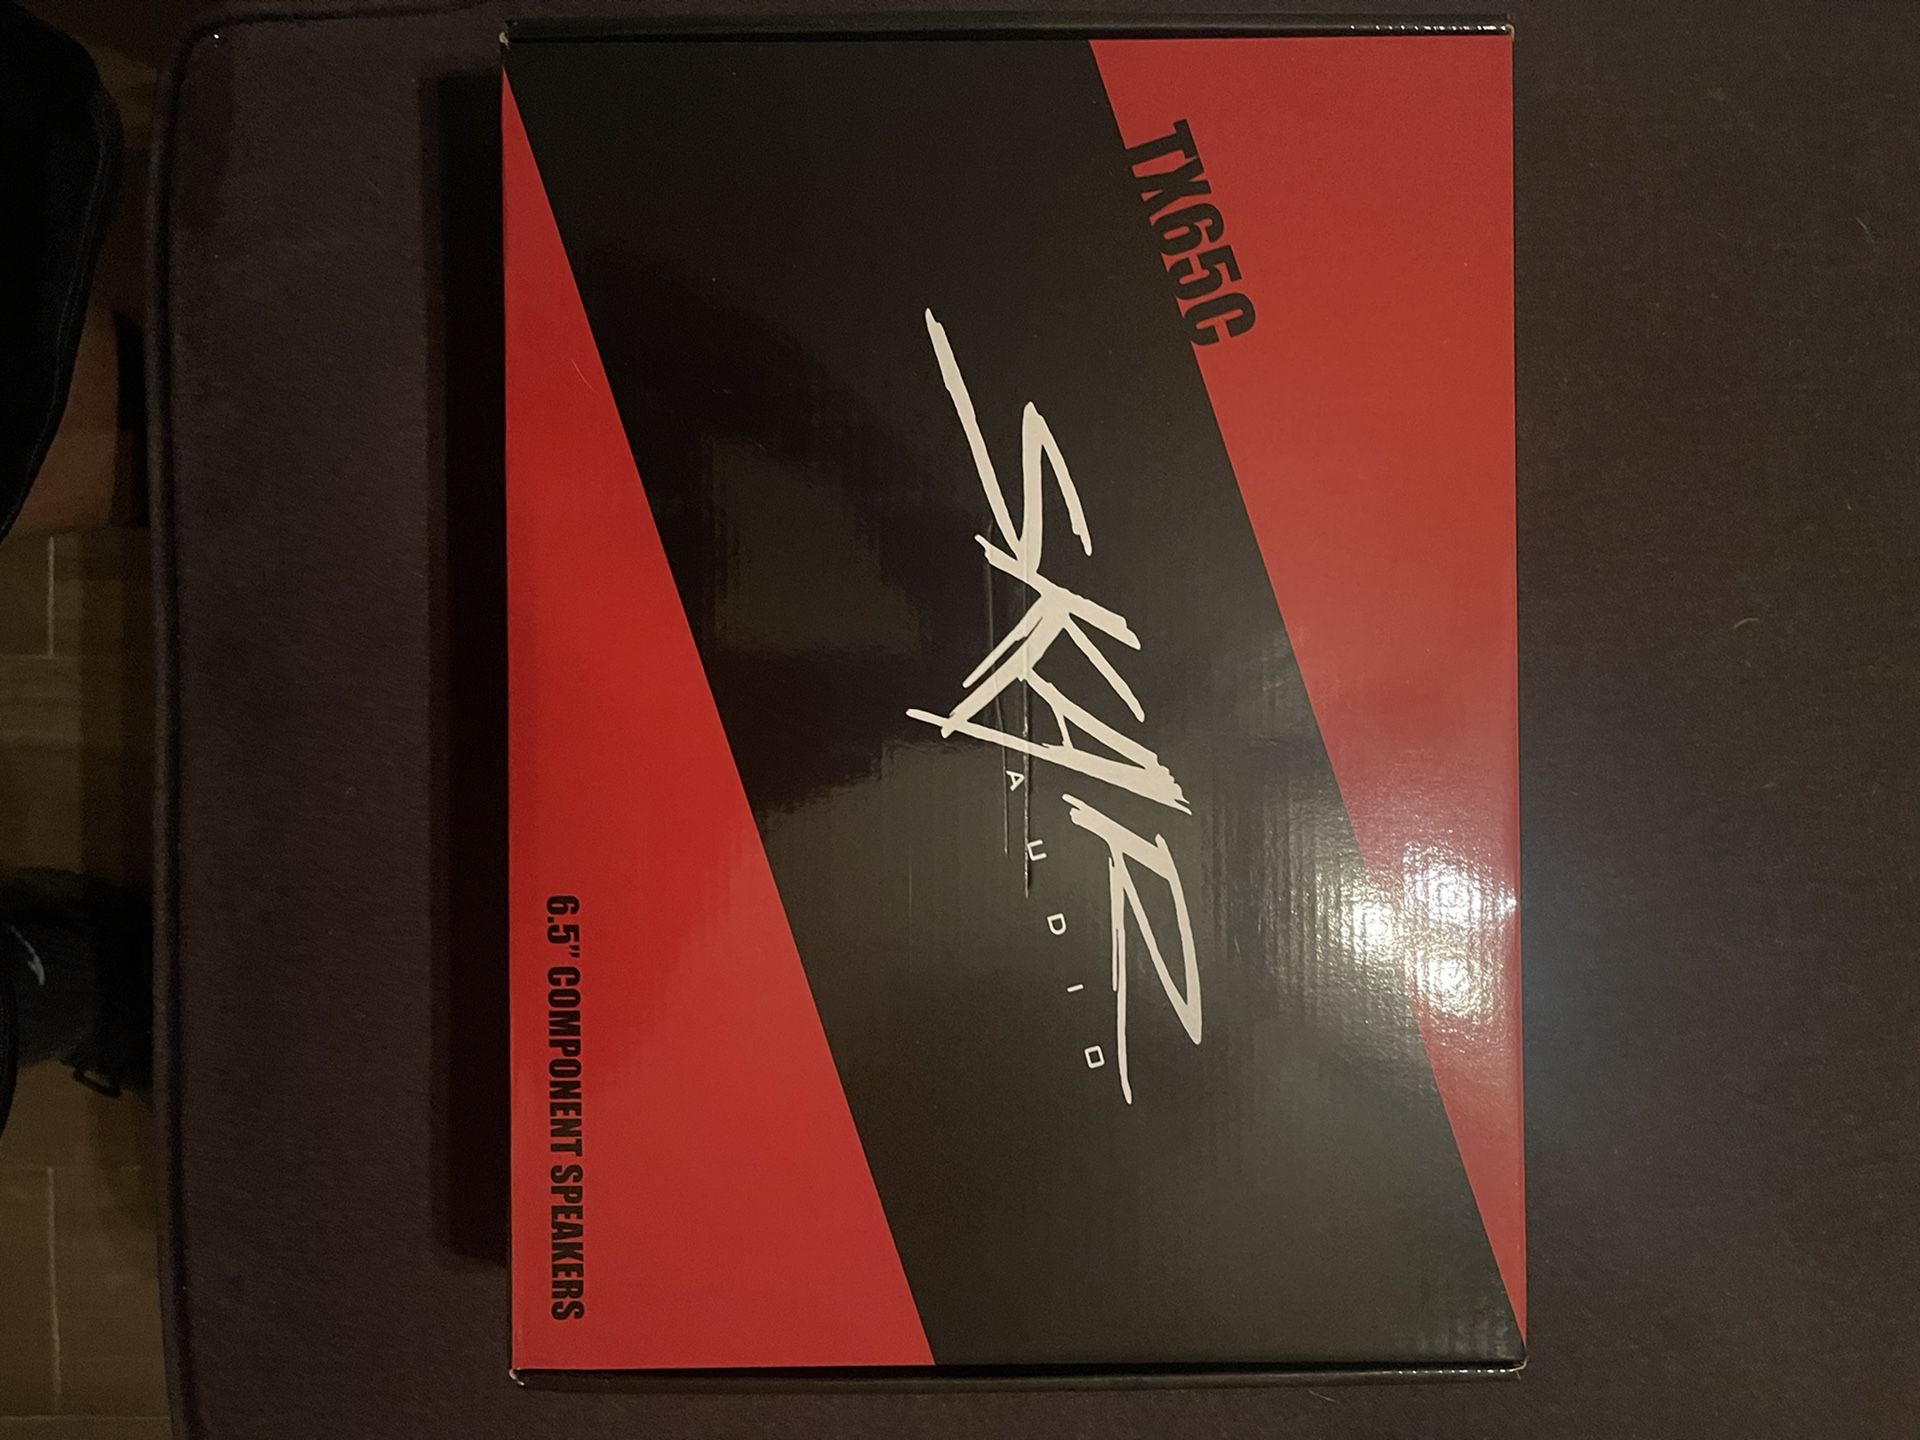 TX65C
SKAR
AUDIO
6.5” COMPONENT SPEAKERS